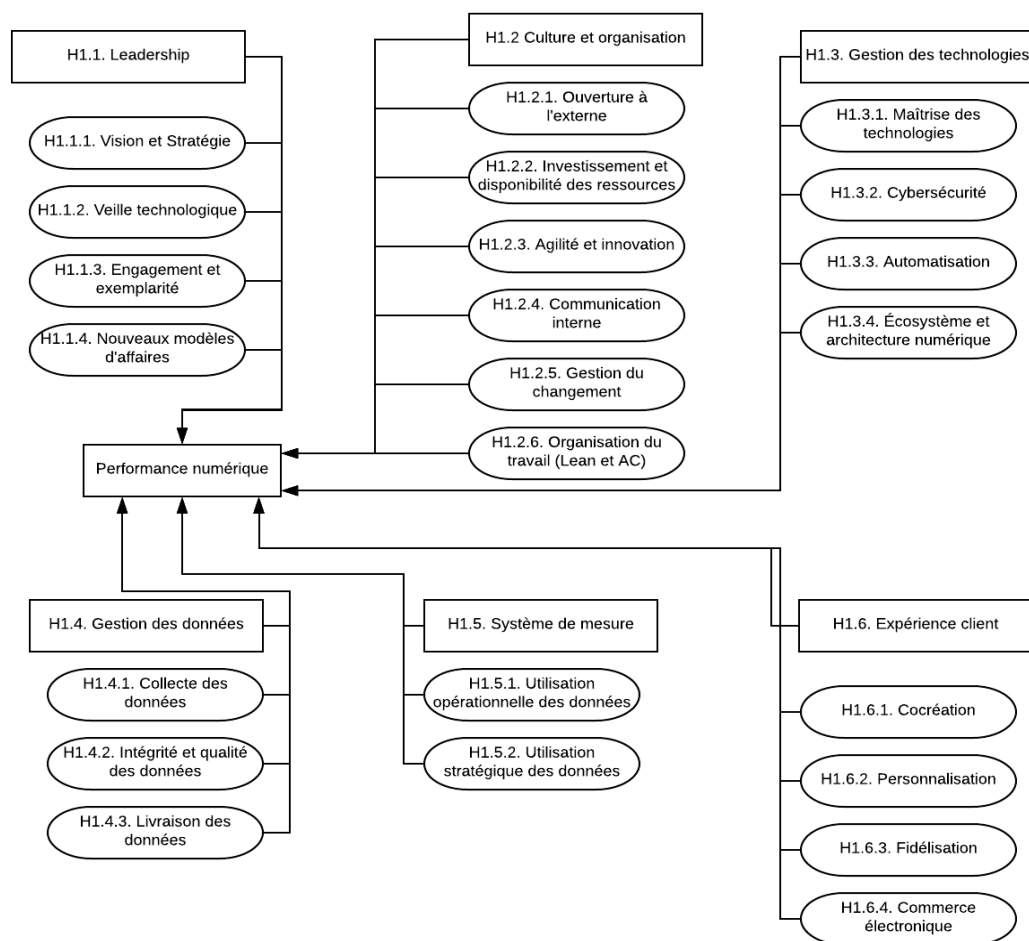 H1.1. Leadership
H1.1.1. Vision et Stratégie
H1.1.2. Veille technologique
H1.1.3. Engagement et
exemplarité
H1.1.4. Nouveaux modèles
d'affaires
H1.2 Culture et organisation
H1.2.1. Ouverture à
l'externe
H1.2.2. Investissement et
disponibilité des ressources
H1.2.3. Agilité et innovation
H1.2.4. Communication
interne
H1.2.5. Gestion du
changement
H1.2.6. Organisation du
travail (Lean et AC)
H1.3. Gestion des technologies
H1.3.1. Maîtrise des
technologies
H1.3.2. Cybersécurité
H1.3.3. Automatisation
H1.3.4. Écosystème et
architecture numérique
Performance numérique
H1.4. Gestion des données
H1.4.1. Collecte des
données
H1.4.2. Intégrité et qualité
des données
H1.4.3. Livraison des
données
H1.5. Système de mesure
H1.5.1. Utilisation
opérationnelle des données
H1.5.2. Utilisation
stratégique des données
H1.6. Expérience client
H1.6.1. Cocréation
H1.6.2. Personnalisation
H1.6.3. Fidélisation
H1.6.4. Commerce
électronique